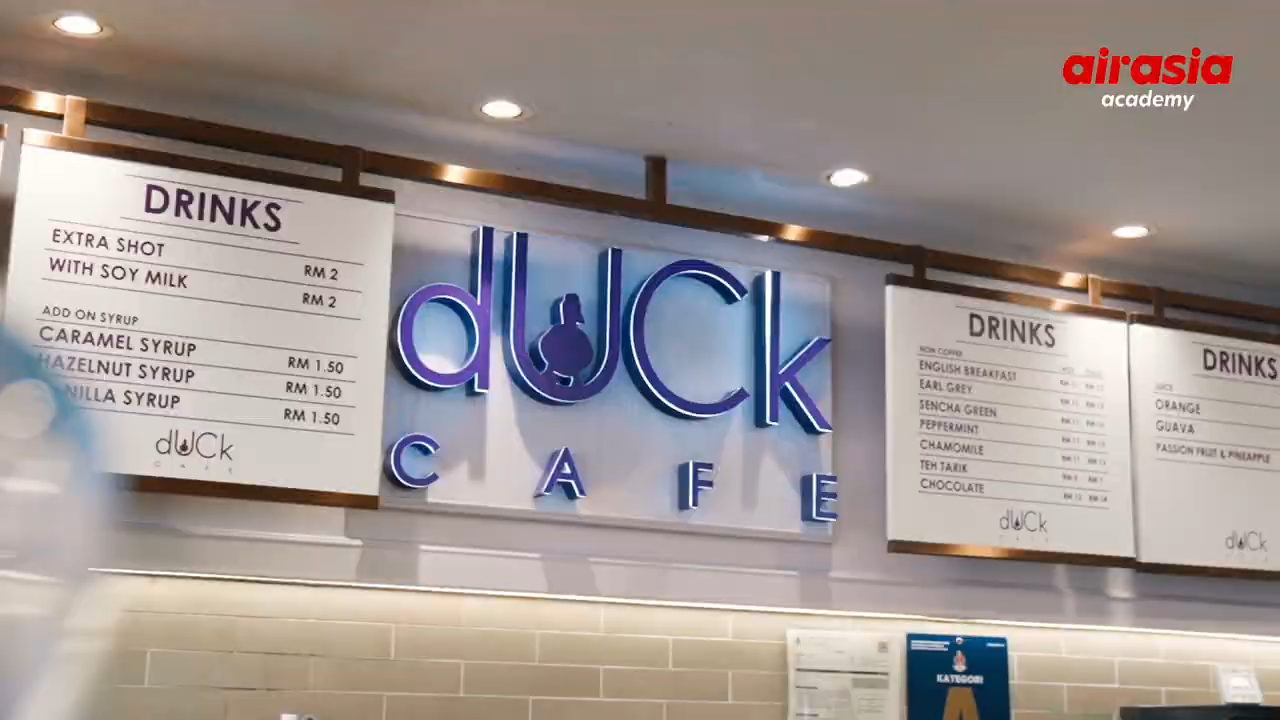 airasia
academy
DRINKS
EXTRA SHOT RM 2
WITH SOY MILK RM 2
ADD ON SYRUP
CARAMEL SYRUP RM 1.50
HAZELNUT SYRUP RM 1.50
NILLA SYRUP RM 1.50
dUCk
CAFE
dUCk
CAFE
DRINKS
NON COFFEE
ENGLISH BREAKFAST
EARL GREY
SENCHA GREEN
PEPPERMINT
CHAMOMILE
TEH TARIK
CHOCOLATE
dUCk
CAFE
DRINKS
JUICE
ORANGE
GUAVA
PASSION FRUIT & PINEAPPLE
dUCk
KATEGORI
A